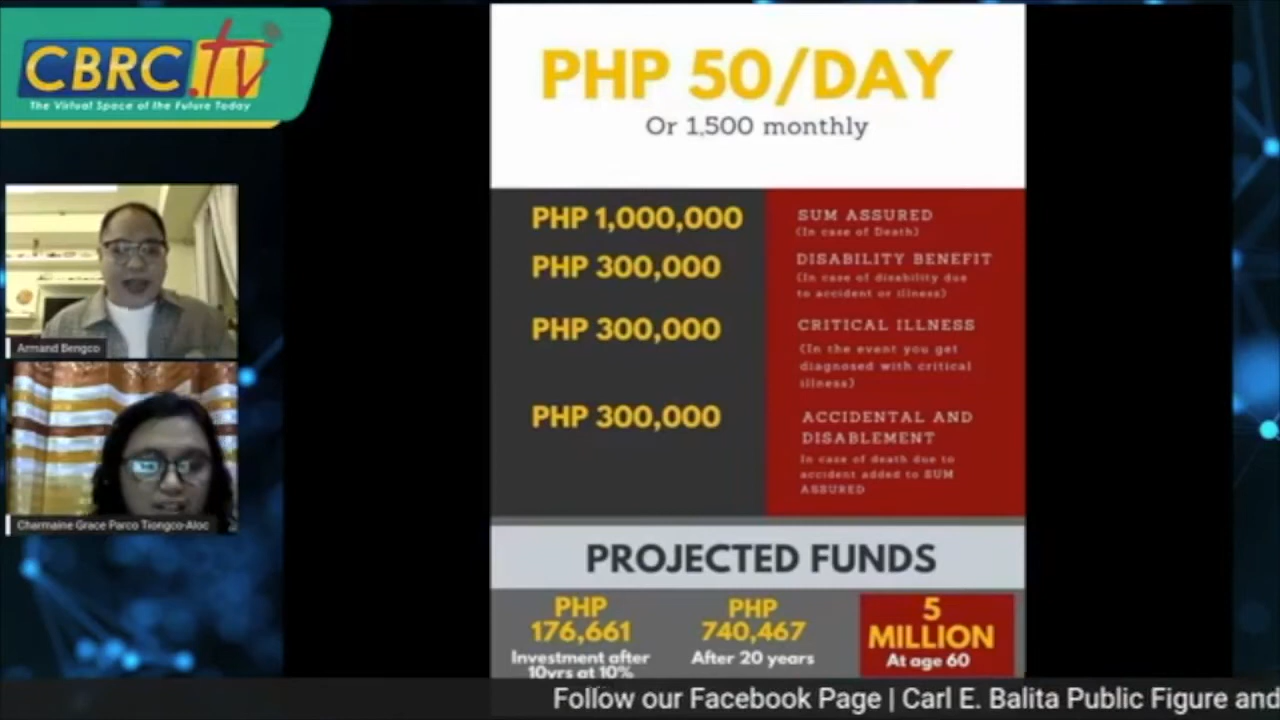 CBRC.tv
The Virtual Space of the Future Today
Armand Bengco
Charmaine Grace Parco Tiongco-Aloc
PHP 50/DAY
Or 1,500 monthly
PHP 1,000,000
SUM ASSURED
(In case of Death)
PHP 300,000
DISABILITY BENEFIT
(In case of disability due
to accident or illness)
PHP 300,000
CRITICAL ILLNESS
(In the event you get
diagnosed with critical
illness)
PHP 300,000
ACCIDENTAL AND
DISABLEMENT
In case of death due to
accident added to SUM
ASSURED
PROJECTED FUNDS
PHP
176,661
Investment after
10yrs at 10%
PHP
740,467
After 20 years
5
MILLION
At age 60
Follow our Facebook Page | Carl E. Balita Public Figure and